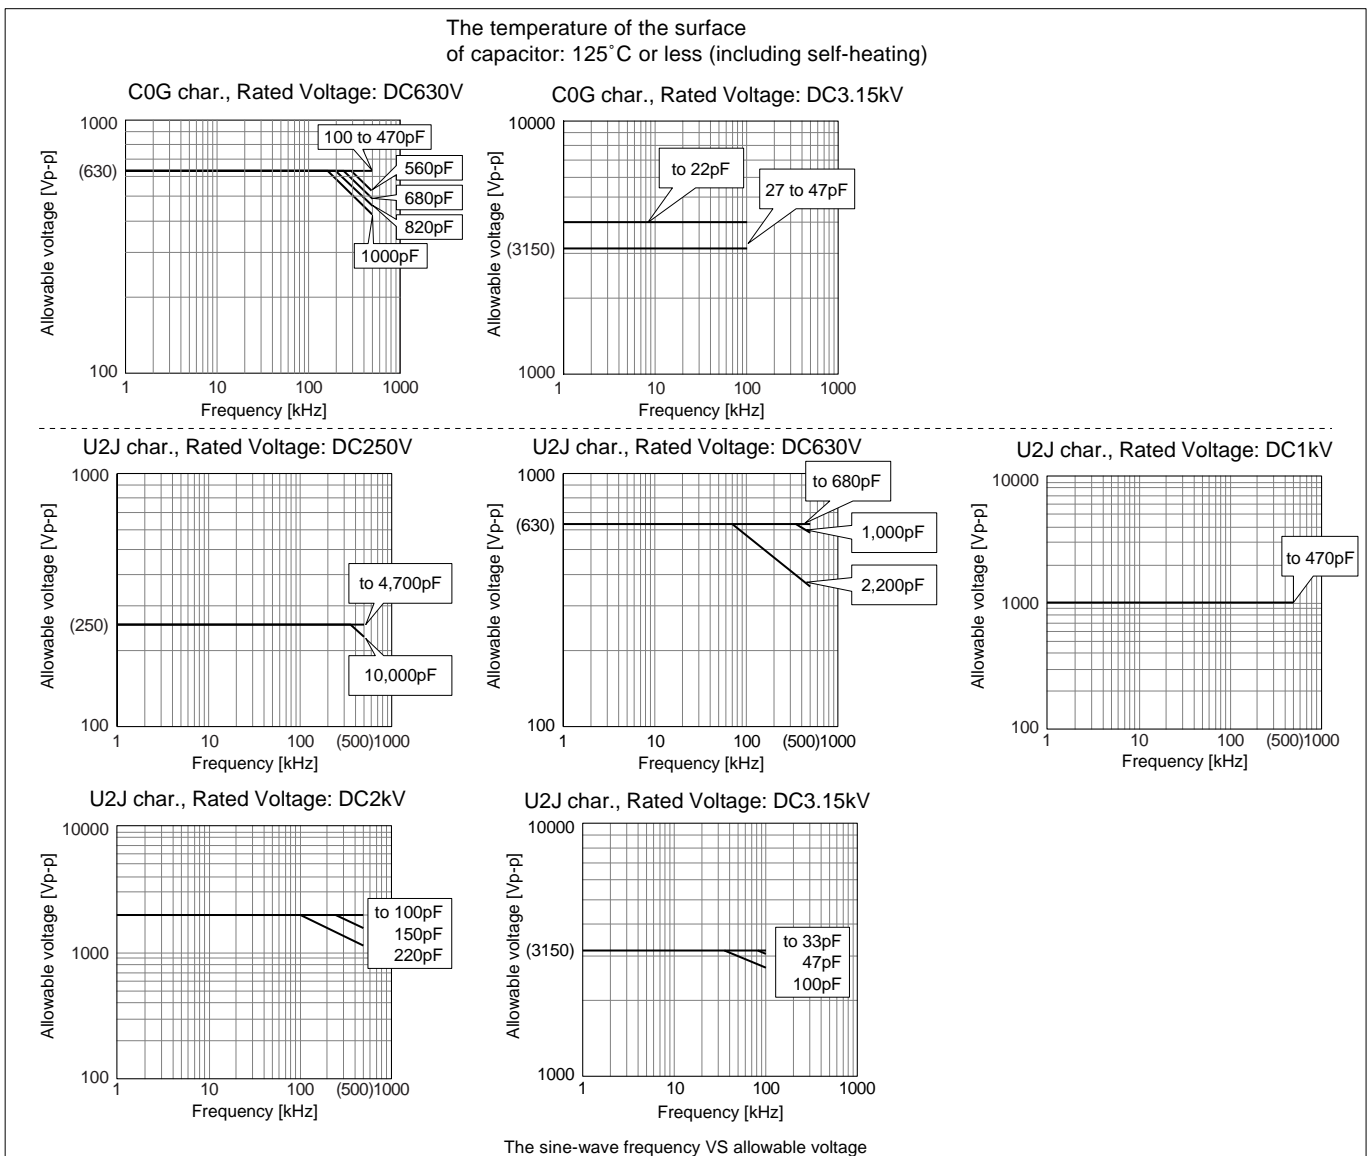 The temperature of the surface
of capacitor: 125˚C or less (including self-heating)
C0G char., Rated Voltage: DC630V
Allowable voltage [Vp-p]
1000
(630)
100
100 to 470pF
560pF
680pF
820pF
1000pF
1 10 100 1000
Frequency [kHz]
C0G char., Rated Voltage: DC3.15kV
Allowable voltage [Vp-p]
10000
(3150)
1000
to 22pF
27 to 47pF
1 10 100 1000
Frequency [kHz]
U2J char., Rated Voltage: DC250V
Allowable voltage [Vp-p]
1000
(250)
100
to 4,700pF
10,000pF
1 10 100 (500)1000
Frequency [kHz]
U2J char., Rated Voltage: DC630V
Allowable voltage [Vp-p]
1000
(630)
100
to 680pF
1,000pF
2,200pF
1 10 100 (500)1000
Frequency [kHz]
U2J char., Rated Voltage: DC1kV
Allowable voltage [Vp-p]
10000
1000
100
to 470pF
1 10 100 (500)1000
Frequency [kHz]
U2J char., Rated Voltage: DC2kV
Allowable voltage [Vp-p]
10000
1000
100
to 100pF
150pF
220pF
1 10 100 (500)1000
Frequency [kHz]
U2J char., Rated Voltage: DC3.15kV
Allowable voltage [Vp-p]
10000
(3150)
1000
to 33pF
47pF
100pF
1 10 100 1000
Frequency [kHz]
The sine-wave frequency VS allowable voltage